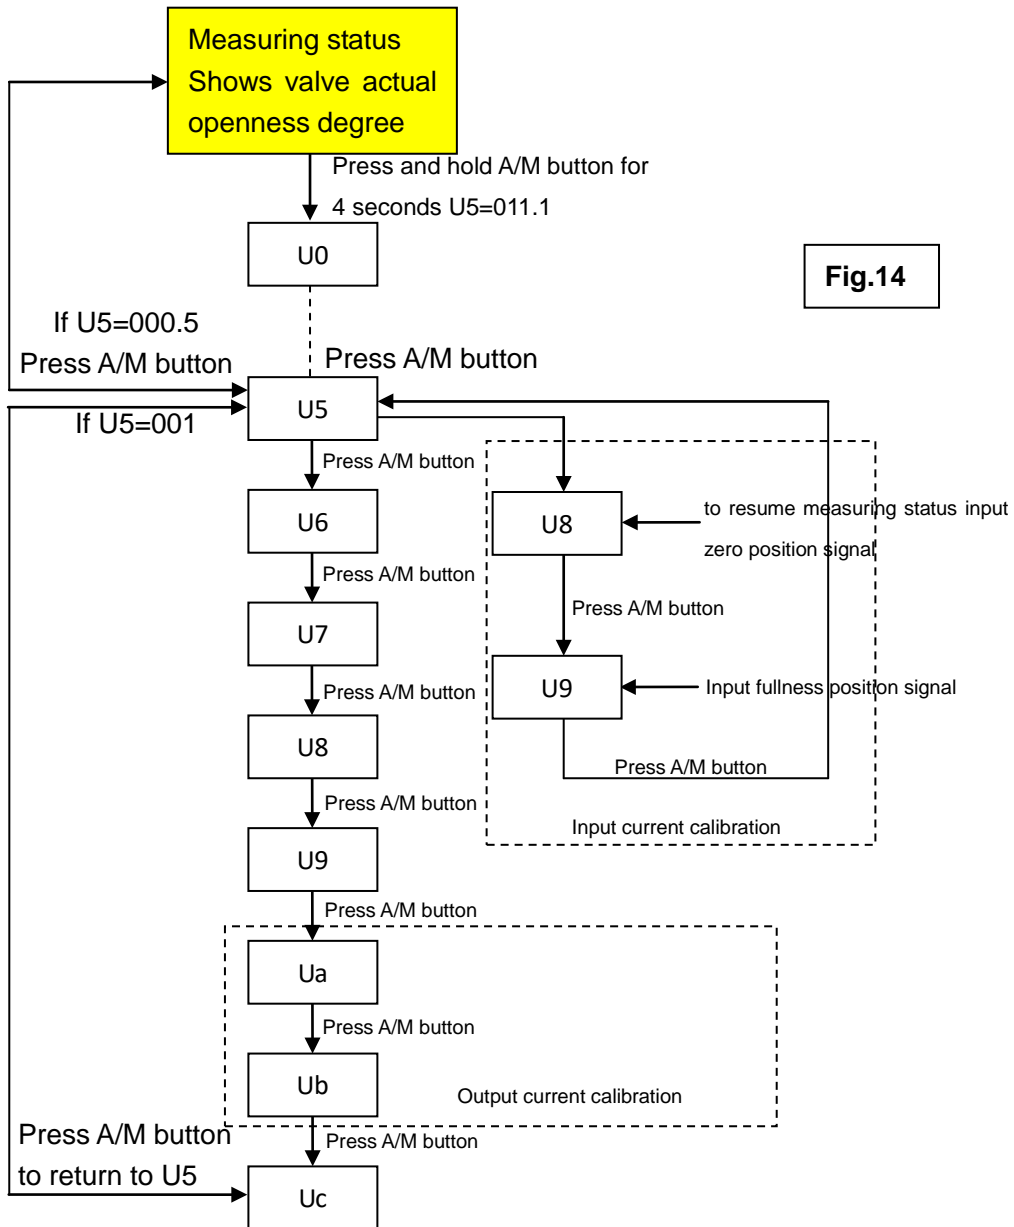 Measuring status
Shows valve actual
openness degree
Press and hold A/M button for
4 seconds U5=011.1
U0
Fig.14
If U5=000.5
Press A/M button
Press A/M button
U5
If U5=001
Press A/M button
U6
U8
to resume measuring status input
zero position signal
Press A/M button
U7
Press A/M button
U9
Input fullness position signal
Press A/M button
U8
Press A/M button
Press A/M button
Input current calibration
U9
Press A/M button
Ua
Press A/M button
Ub
Output current calibration
Press A/M button
to return to U5
Press A/M button
Uc